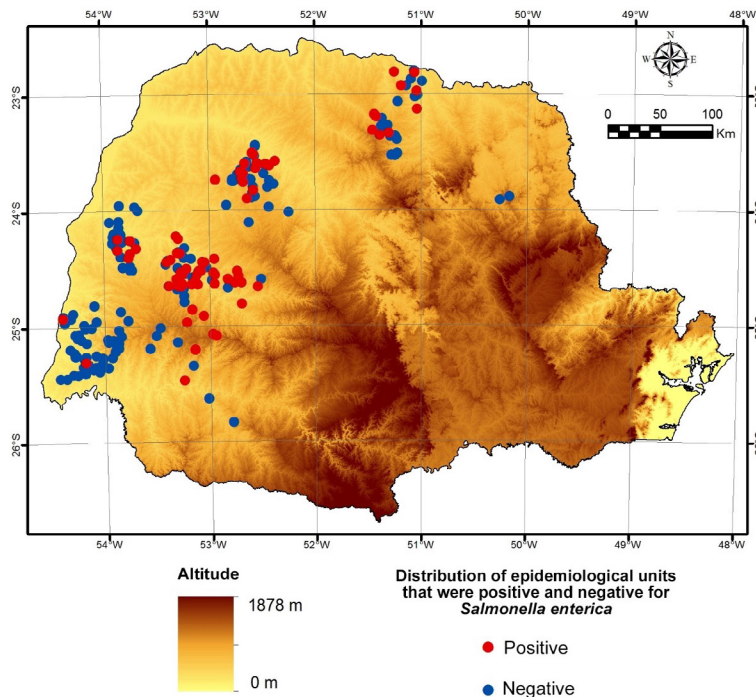 54°W 53°W 52°W 51°W 50°W 49°W 48°W
N
W E
S
23°S
0 50 100
Km
24°S
25°S
26°S
54°W 53°W 52°W 51°W 50°W 49°W 48°W
Altitude
1878 m
0 m
Distribution of epidemiological units
that were positive and negative for
Salmonella enterica
Positive
Negative